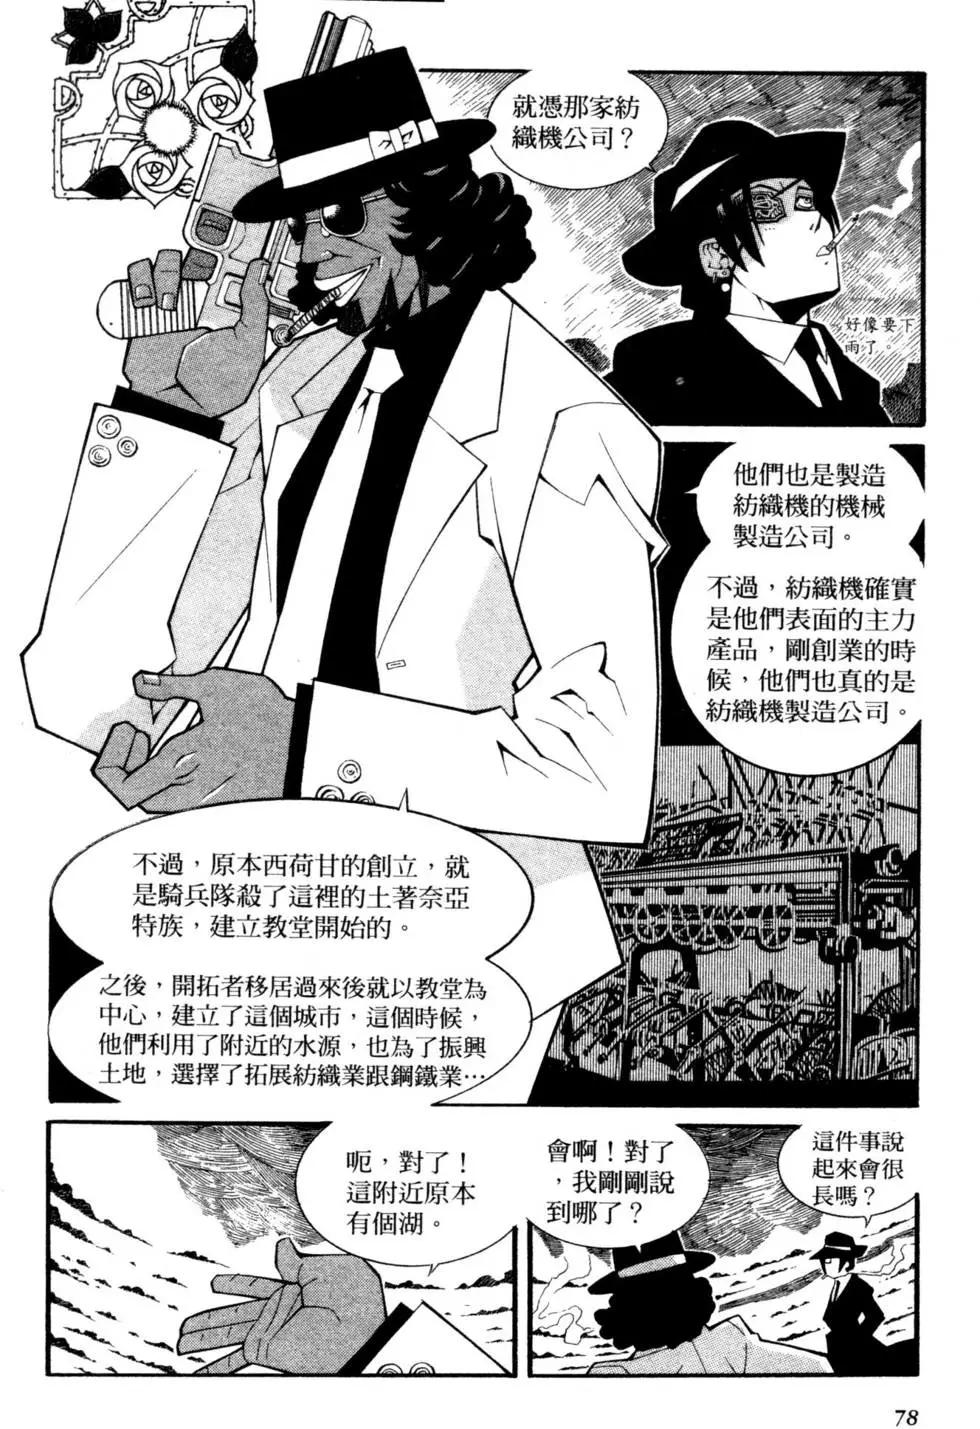 就憑那家紡
織機公司？
好像要下
雨了。
他們也是製造
紡織機的機械
製造公司。
不過，紡織機確實
是他們表面的主力
產品，剛創業的時
候，他們也真的是
紡織機製造公司。
不過，原本西荷甘的創立，就
是騎兵隊殺了這裡的土著奈亞
特族，建立教堂開始的。
之後，開拓者移居過來後就以教堂為
中心，建立了這個城市，這個時候，
他們利用了附近的水源，也為了振興
土地，選擇了拓展紡織業跟鋼鐵業⋯
呃，對了！
這附近原本
有個湖。
會啊！對了
，我剛剛說
到哪了？
這件事說
起來會很
長嗎？
78